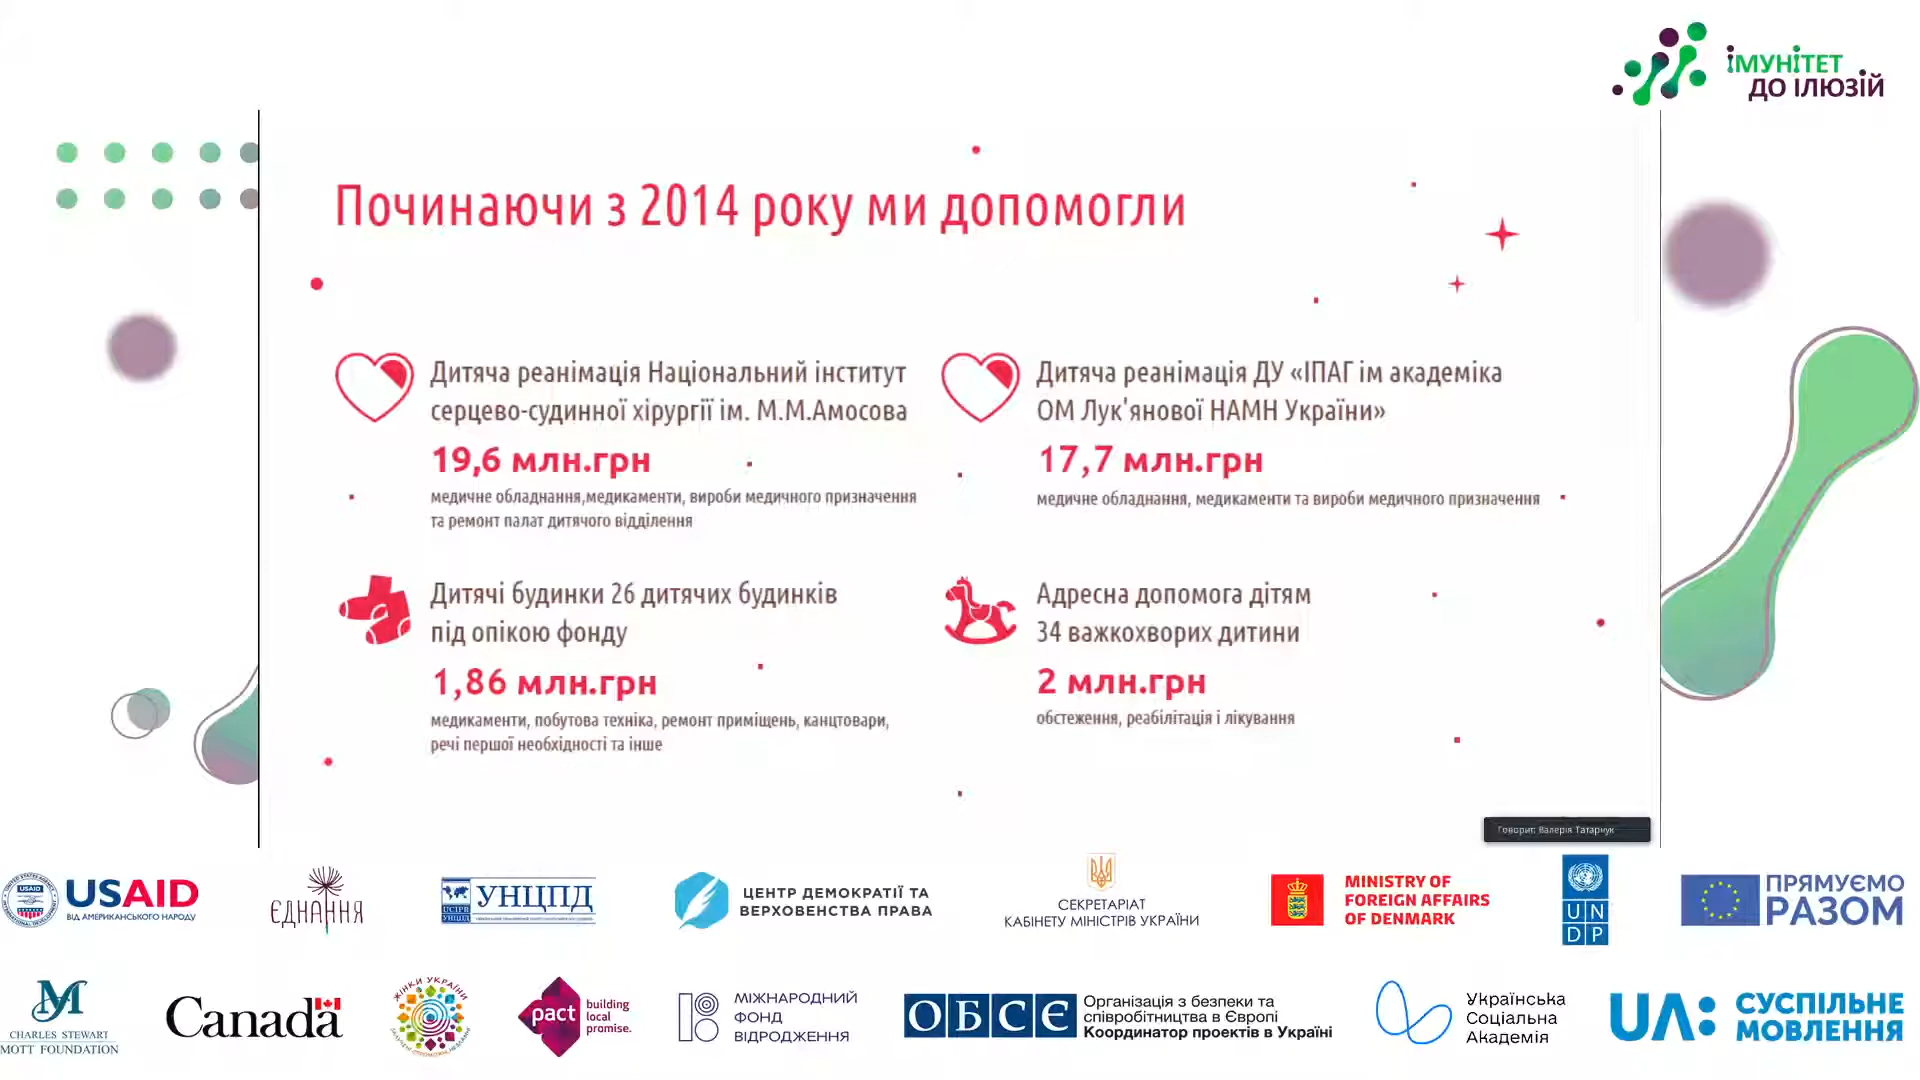 імунітет
до ілюзій
Починаючи з 2014 року ми допомогли
Дитяча реанімація Національний інститут
серцево-судинної хірургії ім. М.М.Амосова
19,6 млн.грн
медичне обладнання,медикаменти, вироби медичного призначення
та ремонт палат дитячого відділення
Дитяча реанімація ДУ «ІПАГ ім академіка
ОМ Лук'янової НАМН України»
17,7 млн.грн
медичне обладнання, медикаменти та вироби медичного призначення
Дитячі будинки 26 дитячих будинків
під опікою фонду
1,86 млн.грн
медикаменти, побутова техніка, ремонт приміщень, канцтовари,
речі першої необхідності та інше
Адресна допомога дітям
34 важкохворих дитини
2 млн.грн
обстеження, реабілітація і лікування
Говорит: Валерія Татарчук
USAID
ВІД АМЕРИКАНСЬКОГО НАРОДУ
ЄДНАННЯ
УНЦПД
ЦЕНТР ДЕМОКРАТІЇ ТА
ВЕРХОВЕНСТВА ПРАВА
СЕКРЕТАРІАТ
КАБІНЕТУ МІНІСТРІВ УКРАЇНИ
MINISTRY OF
FOREIGN AFFAIRS
OF DENMARK
UN
DP
ПРЯМУЄМО
РАЗОМ
CHARLES STEWART
MOTT FOUNDATION
Canada
ЖІНКИ УКРАЇНИ
pact
building
local
promise.
МІЖНАРОДНИЙ
ФОНД
ВІДРОДЖЕННЯ
ОБСЄ
Організація з безпеки та
співробітництва в Європі
Координатор проектів в Україні
Українська
Соціальна
Академія
UA:
СУСПІЛЬНЕ
МОВЛЕННЯ